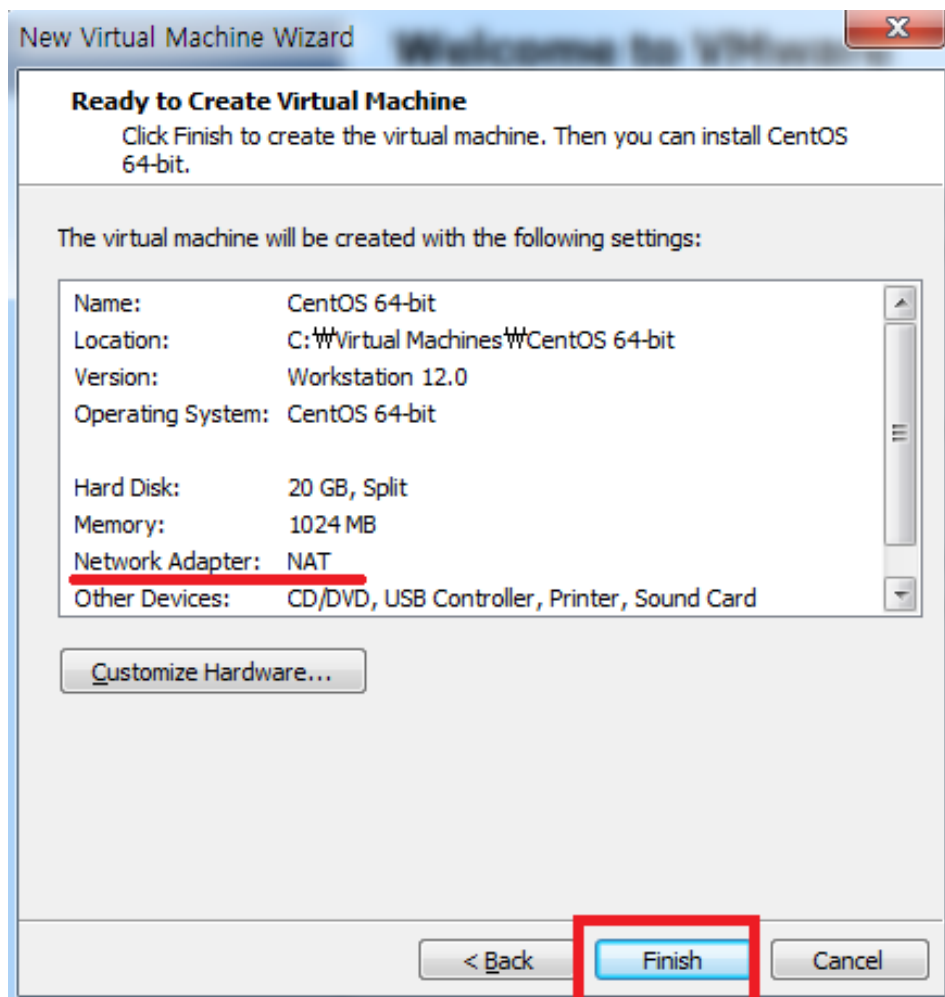 New Virtual Machine Wizard
Welcome to VMware
Ready to Create Virtual Machine
Click Finish to create the virtual machine. Then you can install CentOS
64-bit.
The virtual machine will be created with the following settings:
Name: CentOS 64-bit
Location: C:₩Virtual Machines₩CentOS 64-bit
Version: Workstation 12.0
Operating System: CentOS 64-bit
Hard Disk: 20 GB, Split
Memory: 1024 MB
Network Adapter: NAT
Other Devices: CD/DVD, USB Controller, Printer, Sound Card
Customize Hardware...
< Back Finish Cancel